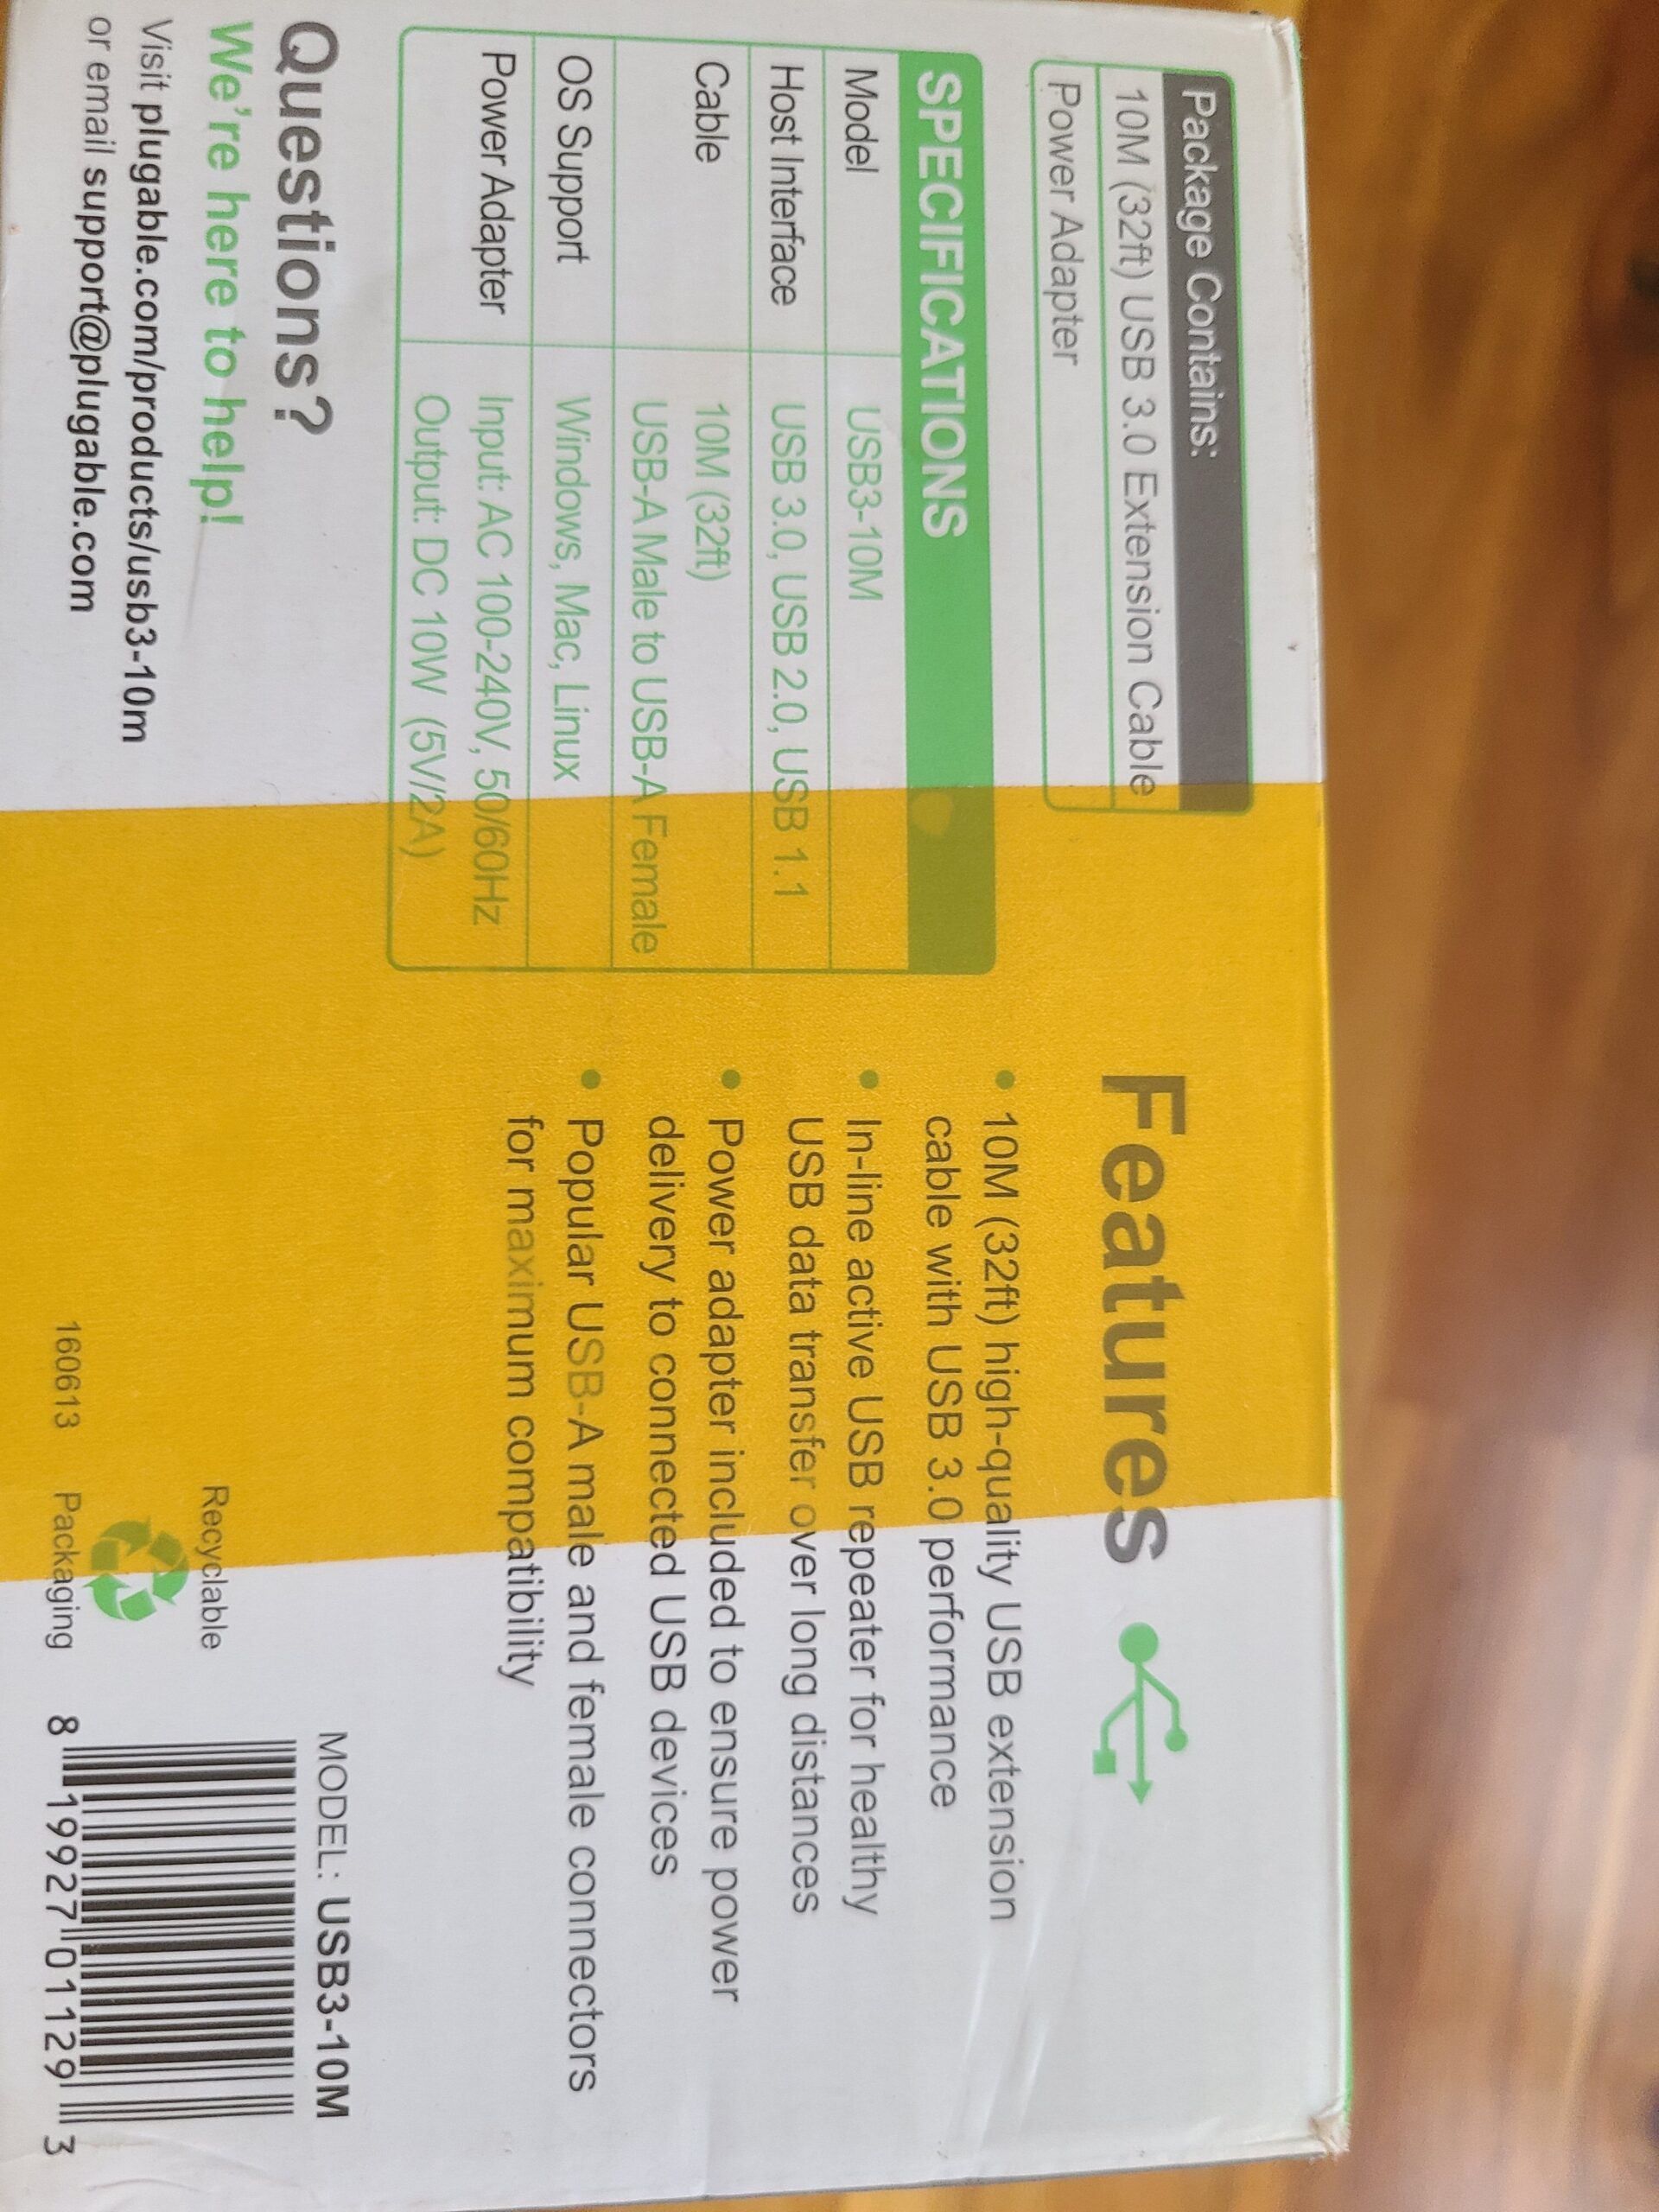 Package Contains:
10M (32ft) USB 3.0 Extension Cable
Power Adapter
SPECIFICATIONS
Model USB3-10M
Host Interface USB 3.0, USB 2.0, USB 1.1
Cable 10M (32ft)
USB-A Male to USB-A Female
OS Support Windows, Mac, Linux
Power Adapter Input: AC 100-240V, 50/60Hz
Output: DC 10W (5V/2A)
Questions?
We're here to help!
Visit plugable.com/products/usb3-10m
or email support@plugable.com
Features
• 10M (32ft) high-quality USB extension
cable with USB 3.0 performance
• In-line active USB repeater for healthy
USB data transfer over long distances
• Power adapter included to ensure power
delivery to connected USB devices
• Popular USB-A male and female connectors
for maximum compatibility
160613
Recyclable
Packaging
MODEL: USB3-10M
8 19927 01129 3